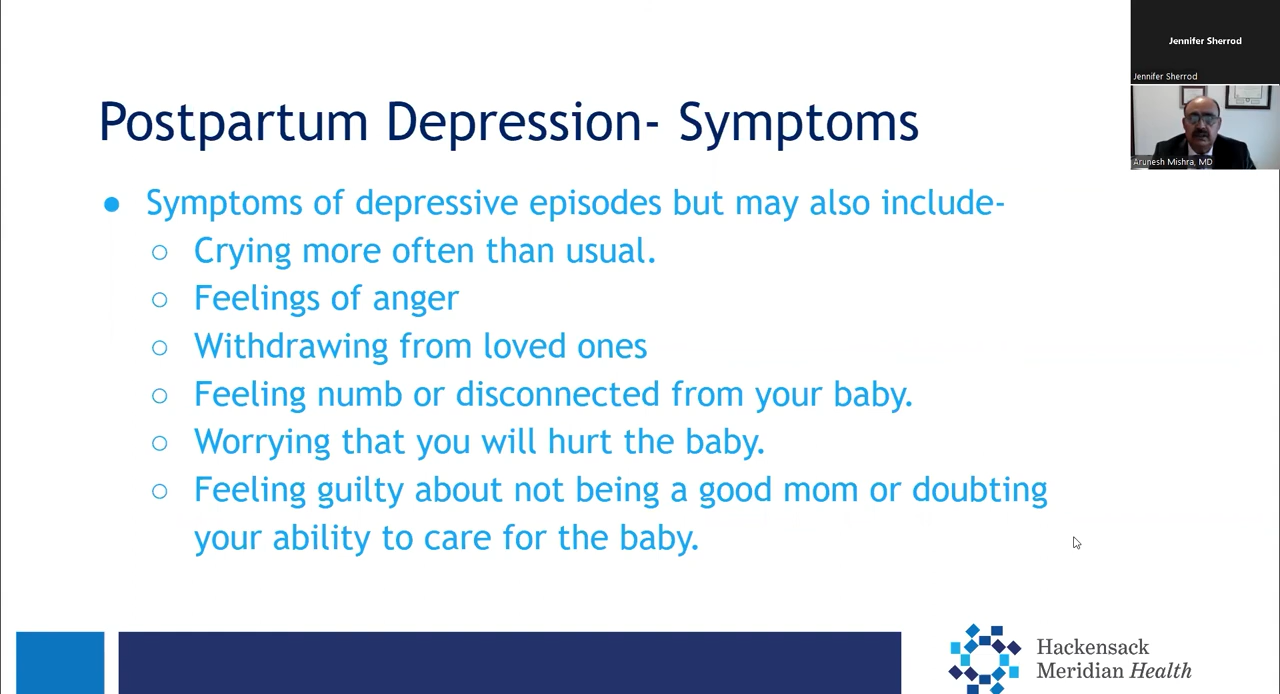 Postpartum Depression- Symptoms
● Symptoms of depressive episodes but may also include-
○ Crying more often than usual.
○ Feelings of anger
○ Withdrawing from loved ones
○ Feeling numb or disconnected from your baby.
○ Worrying that you will hurt the baby.
○ Feeling guilty about not being a good mom or doubting
your ability to care for the baby.
Jennifer Sherrod
Jennifer Sherrod
Arunesh Mishra, MD
Hackensack
Meridian Health